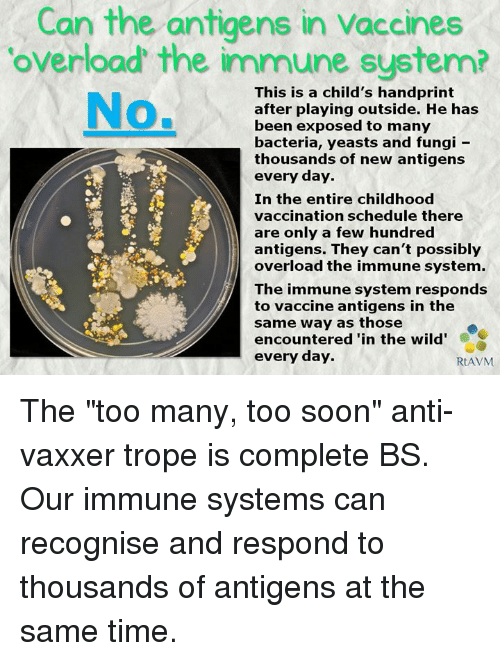 Can the antigens in vaccines
'overload' the immune system?
No.
This is a child's handprint
after playing outside. He has
been exposed to many
bacteria, yeasts and fungi –
thousands of new antigens
every day.
In the entire childhood
vaccination schedule there
are only a few hundred
antigens. They can't possibly
overload the immune system.
The immune system responds
to vaccine antigens in the
same way as those
encountered 'in the wild'
every day.
RtAVM
The "too many, too soon" anti-
vaxxer trope is complete BS.
Our immune systems can
recognise and respond to
thousands of antigens at the
same time.